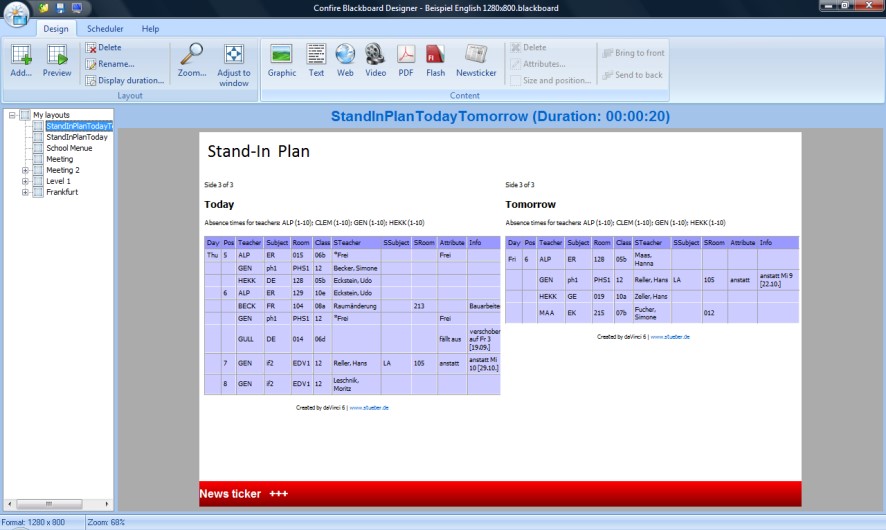 Confire Blackboard Designer - Beispiel English 1280x800.blackboard
Design Scheduler Help
Add... Preview Delete Rename... Display duration... Zoom... Adjust to window
Layout
Graphic Text Web Video PDF Flash Newsticker Delete Attributes... Size and position... Bring to front Send to back
Content
My layouts
StandInPlanTodayTo
StandInPlanToday
School Menue
Meeting
Meeting 2
Level 1
Frankfurt
StandInPlanTodayTomorrow (Duration: 00:00:20)
Stand-In Plan
Side 3 of 3
Today
Absence times for teachers: ALP (1-10); CLEM (1-10); GEN (1-10); HEKK (1-10)
Day Pos Teacher Subject Room Class STeacher SSubject SRoom Attribute Info
Thu 5 ALP ER 015 06b *Frei Frei
GEN ph1 PHS1 12 Becker, Simone
HEKK DE 128 05b Eckstein, Udo
6 ALP ER 129 10e Eckstein, Udo
BECK FR 104 08a Raumänderung 213 Bauarbeite
GEN ph1 PHS1 12 *Frei Frei
GULL DE 014 06d fällt aus verschober auf Fr 3 [19.09.]
7 GEN if2 EDV1 12 Raller, Hans LA 105 anstatt anstatt Mi 10 [29.10.]
8 GEN if2 EDV1 12 Leschnik, Moritz
Created by daVinci 6 | www.stueber.de
Side 3 of 3
Tomorrow
Absence times for teachers: ALP (1-10); CLEM (1-10); GEN (1-10); HEKK (1-10)
Day Pos Teacher Subject Room Class STeacher SSubject SRoom Attribute Info
Fri 6 ALP ER 128 05b Maas, Hanna
GEN ph1 PHS1 12 Raller, Hans LA 105 anstatt anstatt Mi 9 [22.10.]
HEKK GE 019 10a Zeller, Hans
MAA EK 215 07b Fucher, Simone 012
Created by daVinci 6 | www.stueber.de
News ticker +++
Format: 1280 x 800 Zoom: 68%